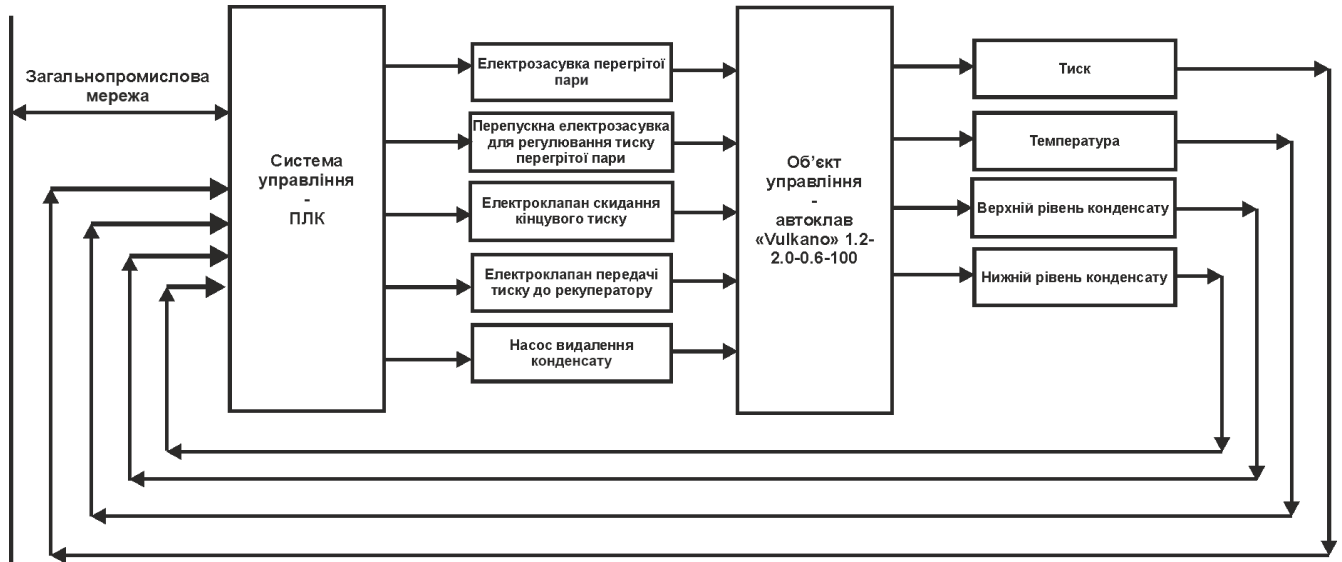 Загальнопромислова
мережа
Система
управління
-
ПЛК
Електрозасувка перегрітої
пари
Перепускна електрозасувка
для регулювання тиску
перегрітої пари
Електроклапан скидання
кінцувого тиску
Електроклапан передачі
тиску до рекуператору
Насос видалення
конденсату
Об’єкт
управління
-
автоклав
«Vulkano» 1.2-
2.0-0.6-100
Тиск
Температура
Верхній рівень конденсату
Нижній рівень конденсату